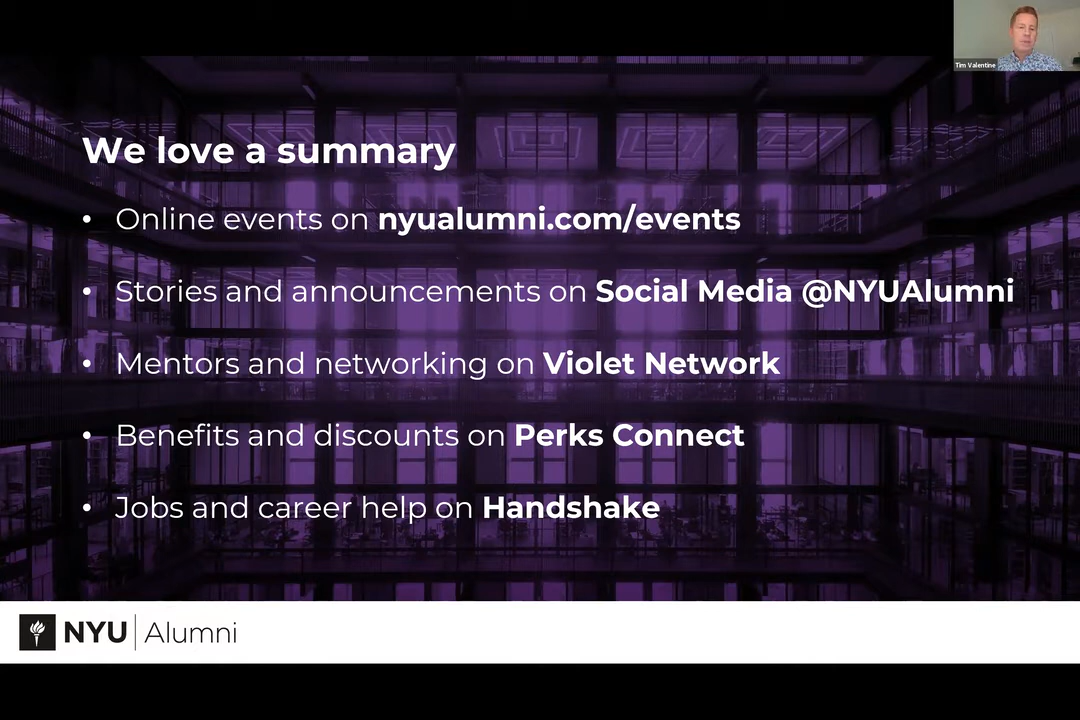 Tim Valentine
We love a summary
• Online events on nyualumni.com/events
• Stories and announcements on Social Media @NYUAlumni
• Mentors and networking on Violet Network
• Benefits and discounts on Perks Connect
• Jobs and career help on Handshake
NYU | Alumni